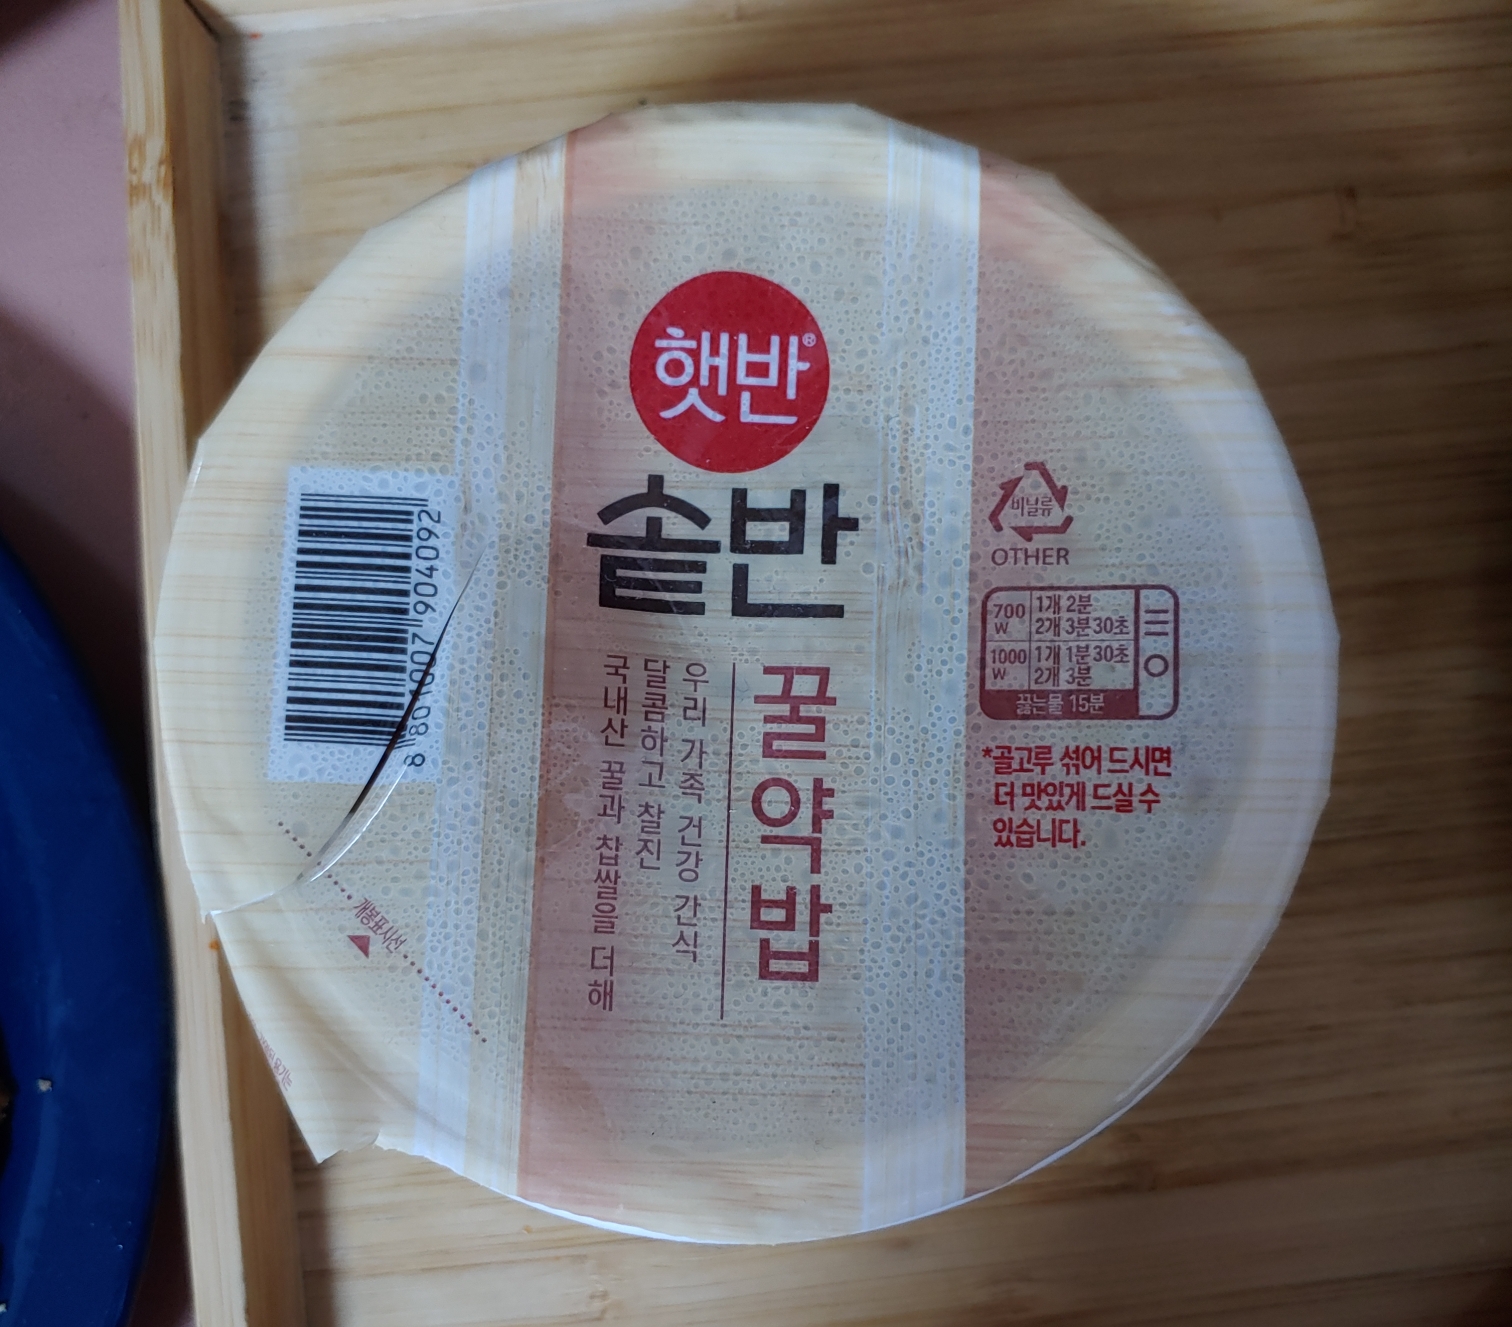 햇반®
솥반
꿀약밥
우리 가족 건강 간식
달콤하고 찰진
국내산 꿀과 찹쌀을 더해
비닐류
OTHER
700 W 1개 2분
2개 3분30초
1000 W 1개 1분30초
2개 3분
끓는물 15분
*골고루 섞어 드시면
더 맛있게 드실 수
있습니다.
8 801007 904092
개봉표시선